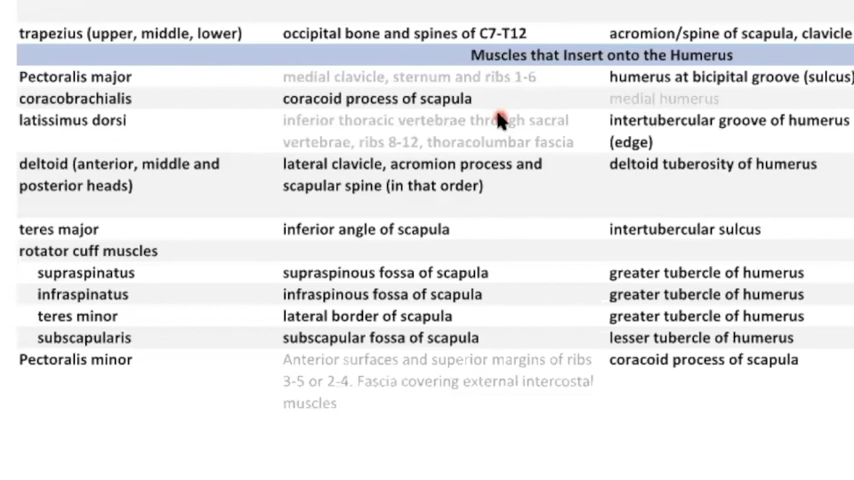 trapezius (upper, middle, lower) occipital bone and spines of C7-T12 acromion/spine of scapula, clavicle
Muscles that Insert onto the Humerus
Pectoralis major medial clavicle, sternum and ribs 1-6 humerus at bicipital groove (sulcus)
coracobrachialis coracoid process of scapula medial humerus
latissimus dorsi inferior thoracic vertebrae through sacral intertubercular groove of humerus
vertebrae, ribs 8-12, thoracolumbar fascia (edge)
deltoid (anterior, middle and lateral clavicle, acromion process and deltoid tuberosity of humerus
posterior heads) scapular spine (in that order)
teres major inferior angle of scapula intertubercular sulcus
rotator cuff muscles
supraspinatus supraspinous fossa of scapula greater tubercle of humerus
infraspinatus infraspinous fossa of scapula greater tubercle of humerus
teres minor lateral border of scapula greater tubercle of humerus
subscapularis subscapular fossa of scapula lesser tubercle of humerus
Pectoralis minor Anterior surfaces and superior margins of ribs coracoid process of scapula
3-5 or 2-4. Fascia covering external intercostal
muscles